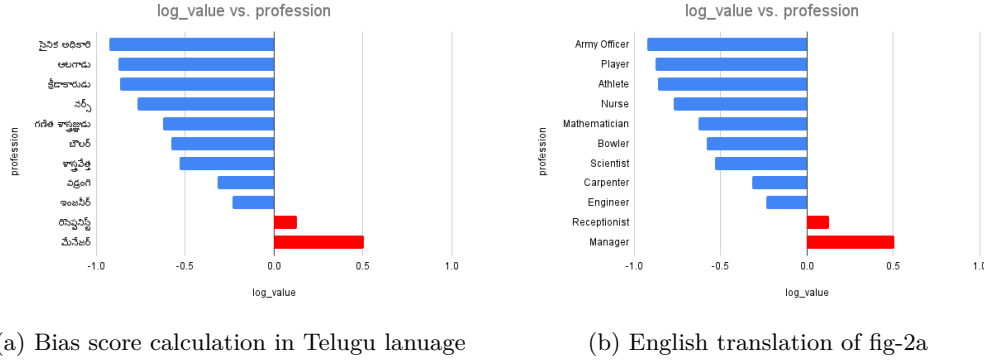 log_value vs. profession
profession
సైనిక అధికారి
ఆటగాడు
క్రీడాకారుడు
నర్స్
గణిత శాస్త్రజ్ఞుడు
బౌలర్
శాస్త్రవేత్త
వడ్రంగి
ఇంజనీర్
రిసెప్షనిస్ట్
మేనేజర్
-1.0 -0.5 0.0 0.5 1.0
log_value
(a) Bias score calculation in Telugu lanuage
log_value vs. profession
profession
Army Officer
Player
Athlete
Nurse
Mathematician
Bowler
Scientist
Carpenter
Engineer
Receptionist
Manager
-1.0 -0.5 0.0 0.5 1.0
log_value
(b) English translation of fig-2a